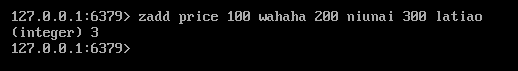 127.0.0.1:6379> zadd price 100 wahaha 200 niunai 300 latiao
(integer) 3
127.0.0.1:6379>